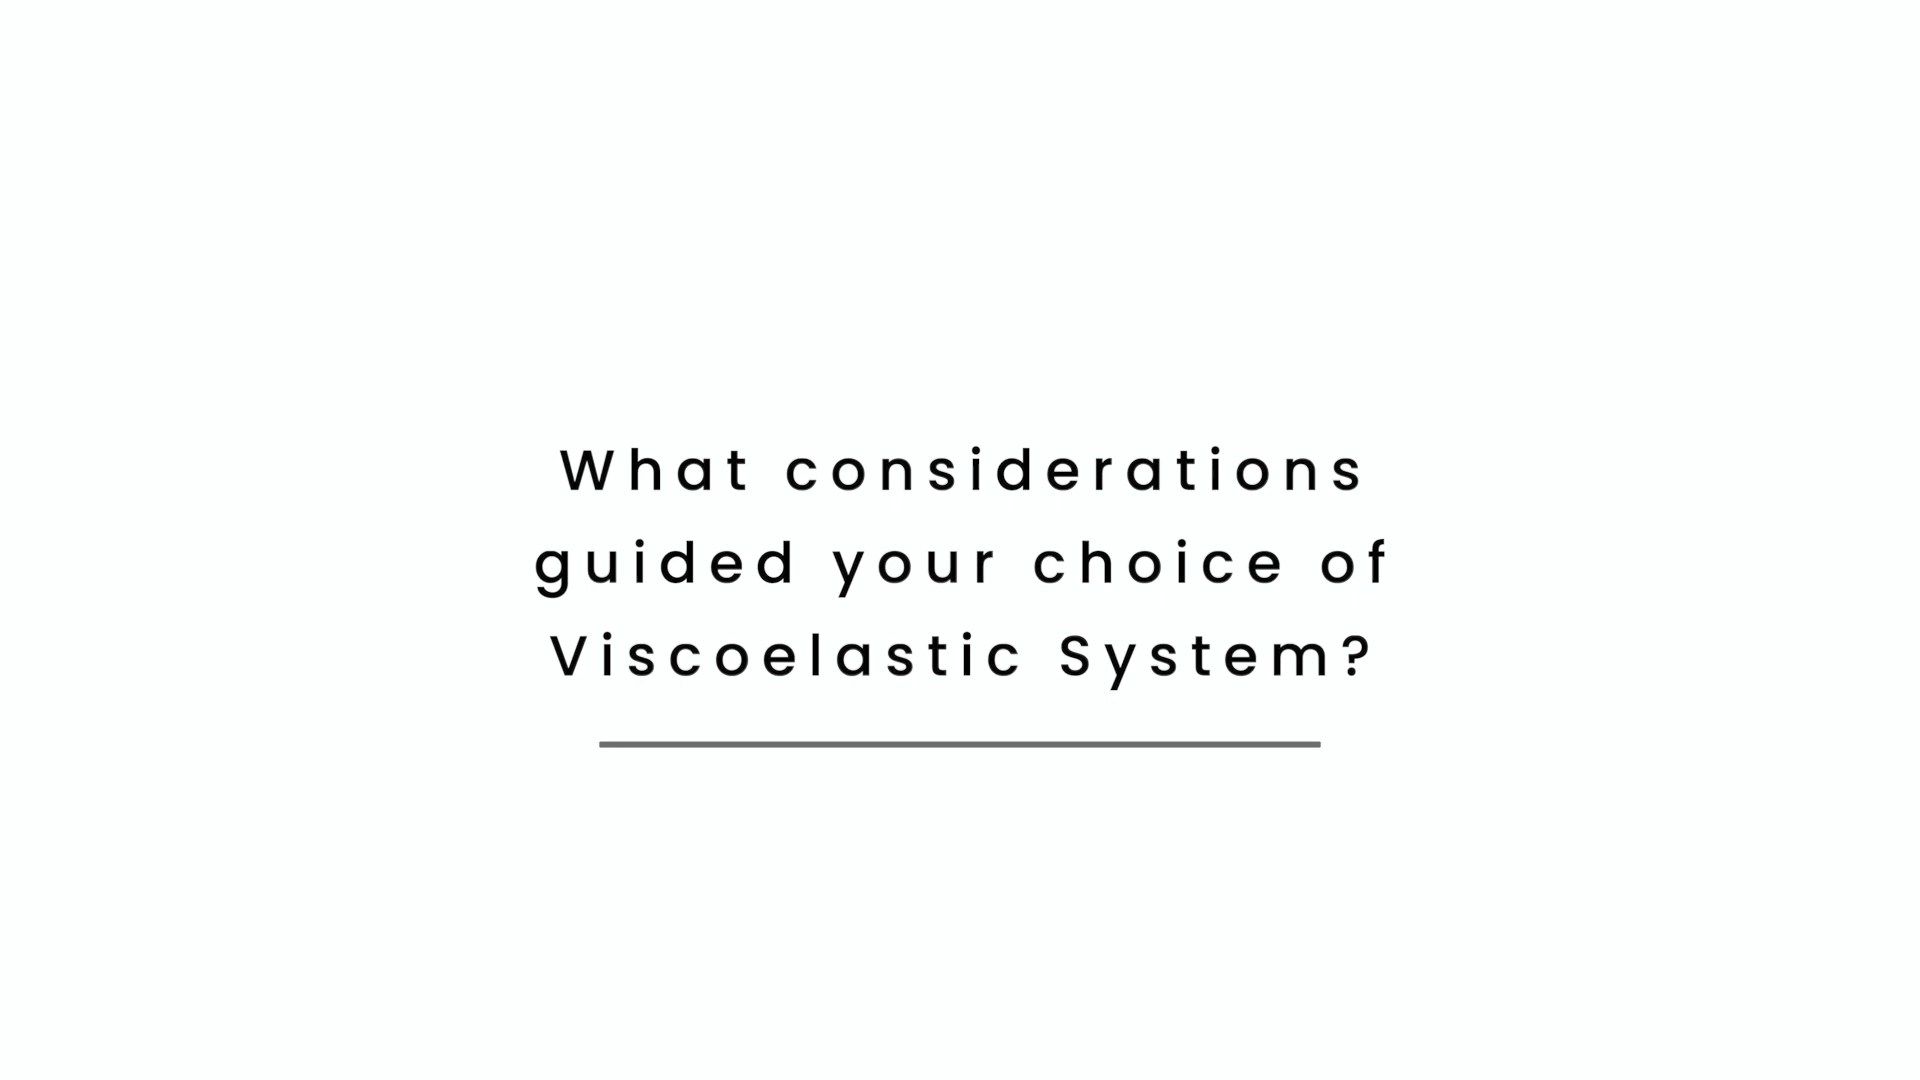 What considerations
guided your choice of
Viscoelastic System?